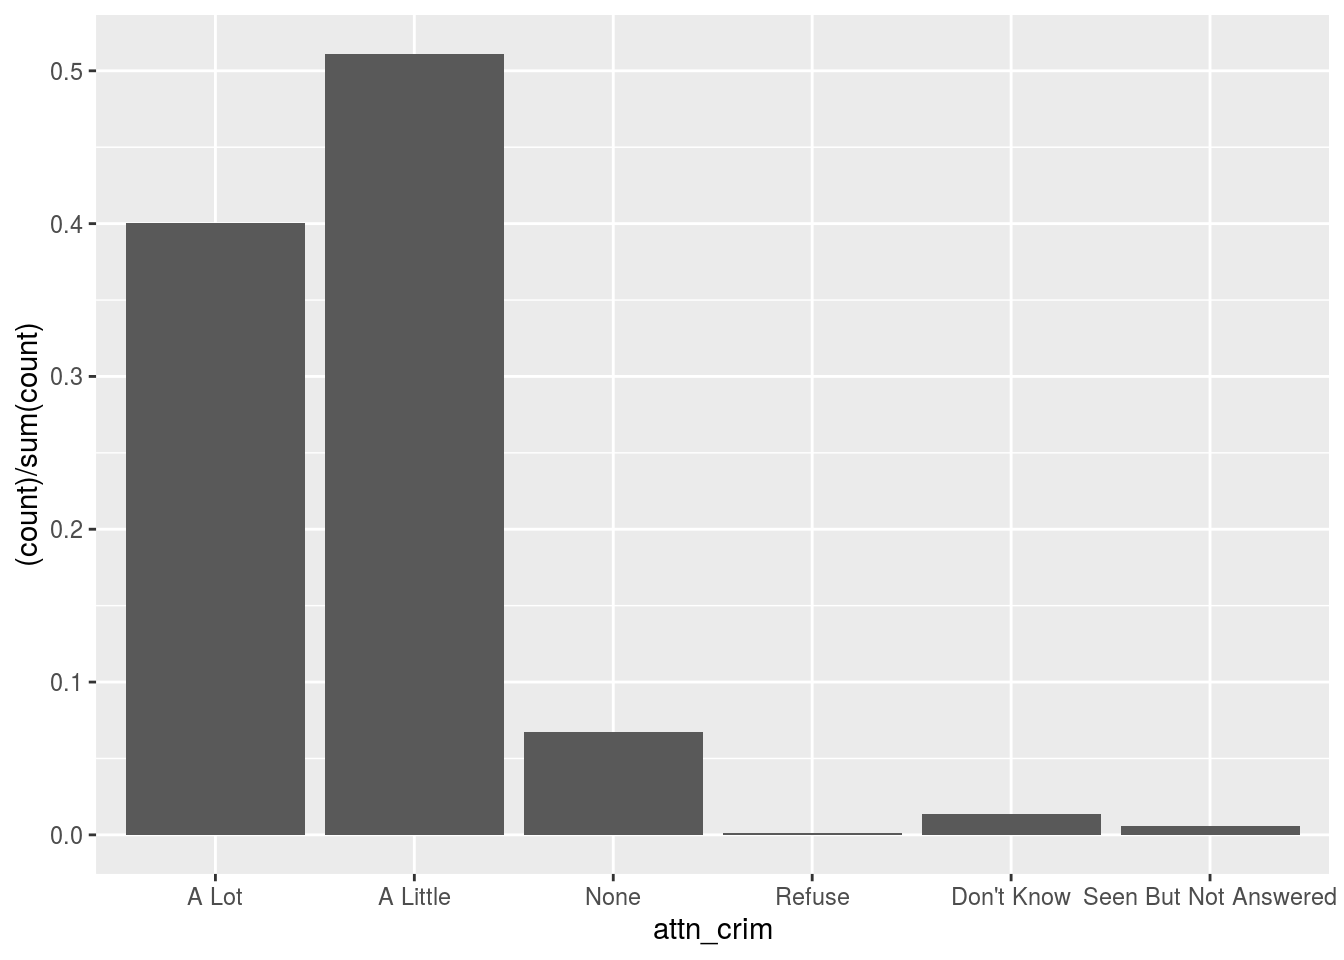 (count)/sum(count)
0.5
0.4
0.3
0.2
0.1
0.0
A Lot A Little None Refuse Don't Know Seen But Not Answered
attn_crim